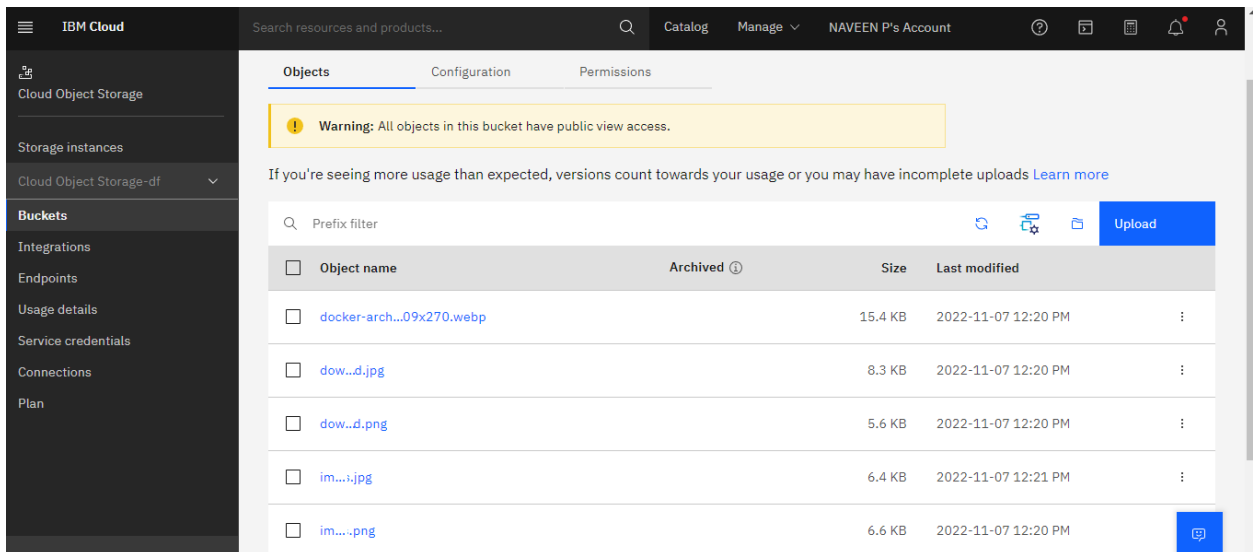 IBM Cloud
Search resources and products...
Catalog
Manage
NAVEEN P's Account
Cloud Object Storage
Storage instances
Cloud Object Storage-df
Buckets
Integrations
Endpoints
Usage details
Service credentials
Connections
Plan
Objects
Configuration
Permissions
Warning: All objects in this bucket have public view access.
If you're seeing more usage than expected, versions count towards your usage or you may have incomplete uploads Learn more
Prefix filter
Upload
Object name
Archived
Size
Last modified
docker-arch...09x270.webp
15.4 KB
2022-11-07 12:20 PM
dow...d.jpg
8.3 KB
2022-11-07 12:20 PM
dow...d.png
5.6 KB
2022-11-07 12:20 PM
6.4 KB
2022-11-07 12:21 PM
6.6 KB
2022-11-07 12:20 PM